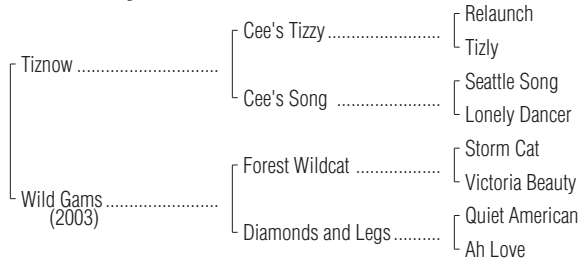 Relaunch
Cee's Tizzy
Tizly
Tiznow
Seattle Song
Cee's Song
Lonely Dancer
Storm Cat
Forest Wildcat
Victoria Beauty
Wild Gams
(2003)
Quiet American
Diamonds and Legs
Ah Love